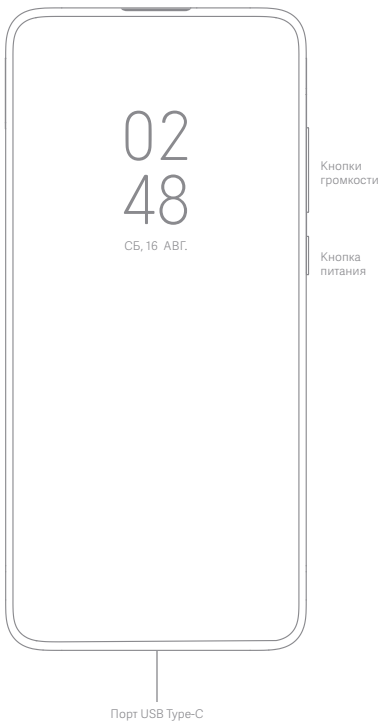 02
48
СБ, 16 АВГ.
Кнопки
громкости
Кнопка
питания
Порт USB Type-C